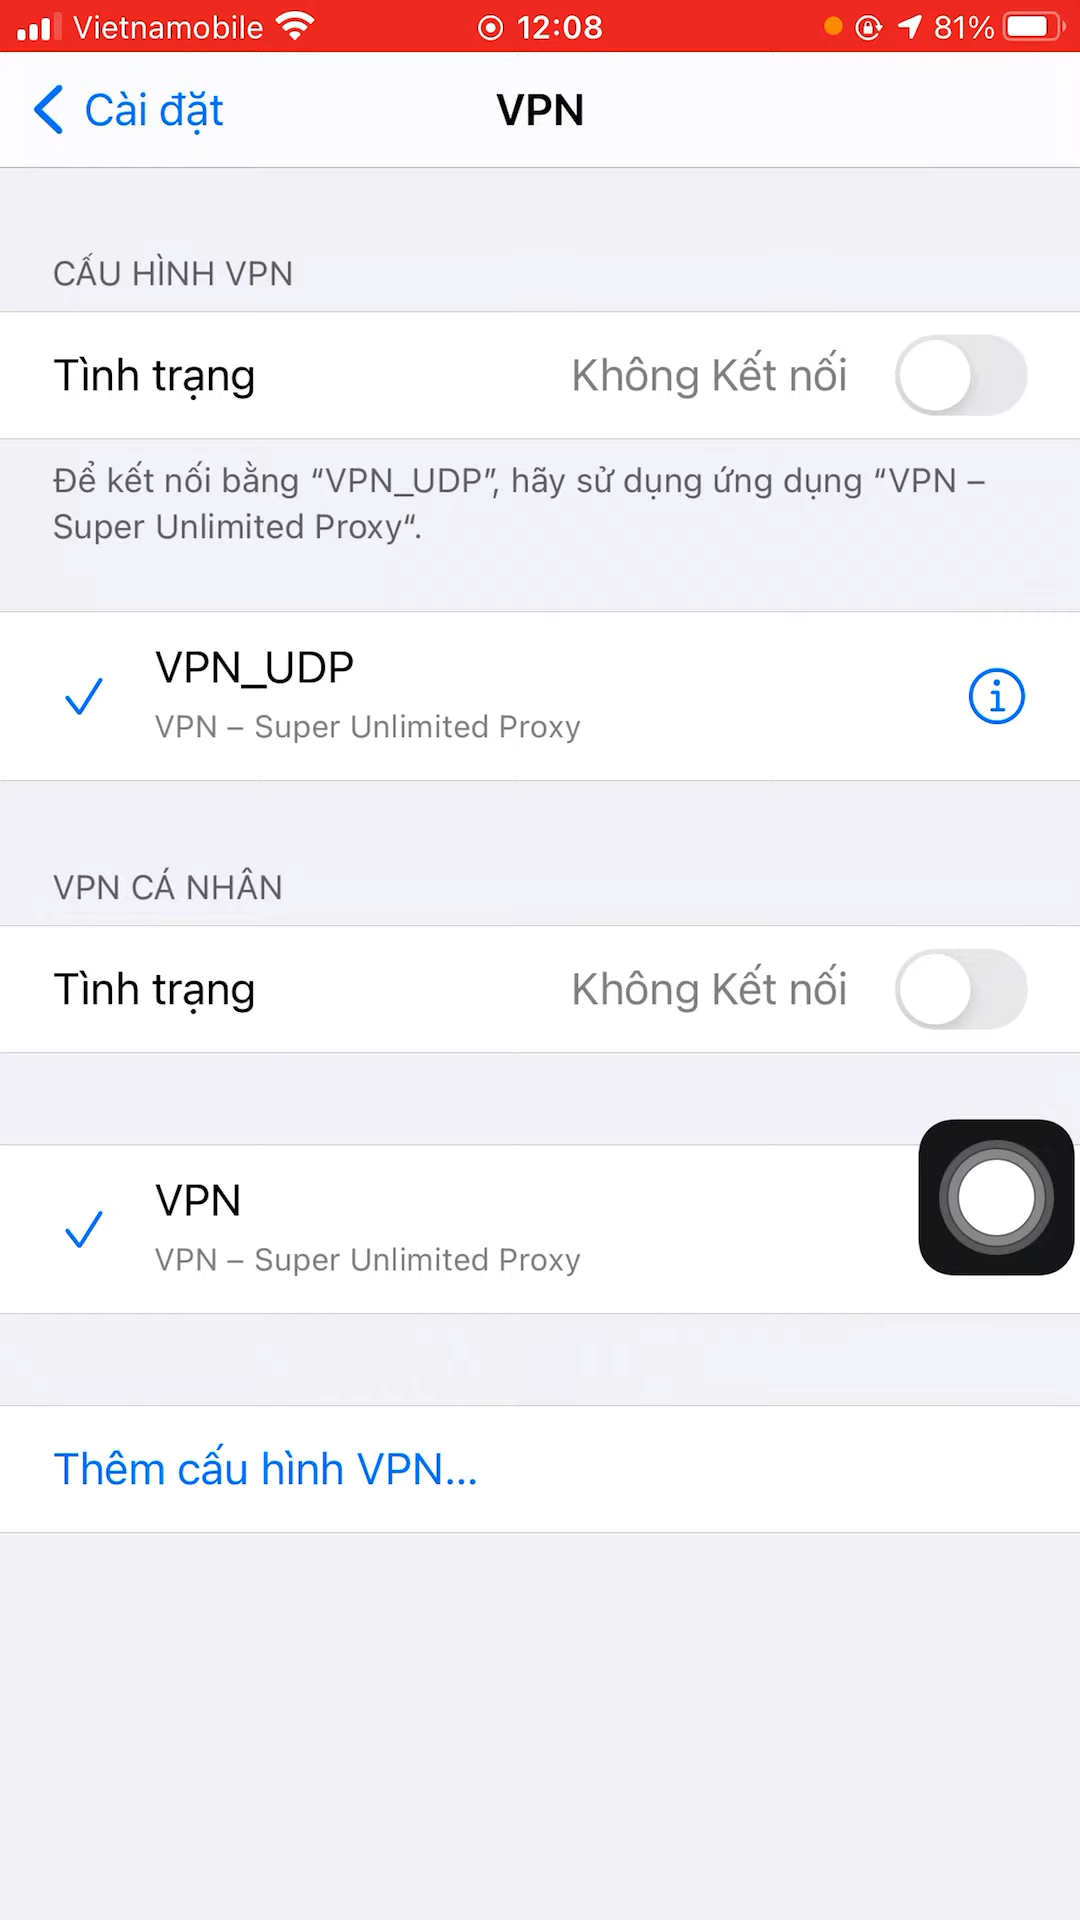 Vietnamobile 12:08 81%
Cài đặt VPN
CẤU HÌNH VPN
Tình trạng Không Kết nối
Để kết nối bằng “VPN_UDP”, hãy sử dụng ứng dụng “VPN –
Super Unlimited Proxy“.
VPN_UDP
VPN – Super Unlimited Proxy
VPN CÁ NHÂN
Tình trạng Không Kết nối
VPN
VPN – Super Unlimited Proxy
Thêm cấu hình VPN...